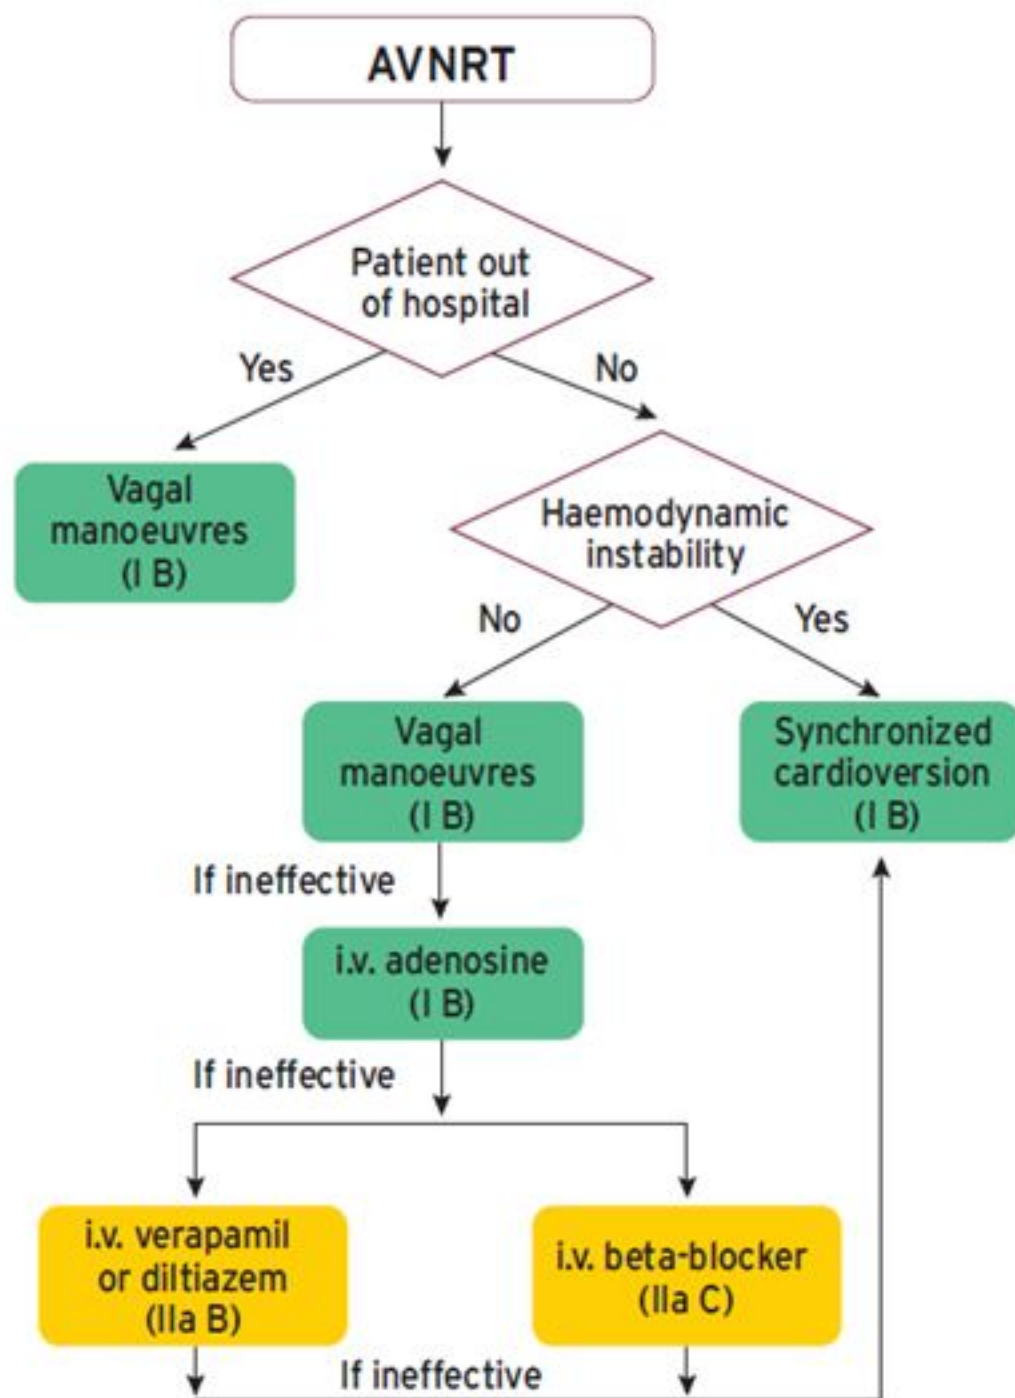 AVNRT
Patient out
of hospital
Yes
No
Vagal
manoeuvres
(I B)
Haemodynamic
instability
No
Yes
Vagal
manoeuvres
(I B)
Synchronized
cardioversion
(I B)
If ineffective
i.v. adenosine
(I B)
If ineffective
i.v. verapamil
or diltiazem
(IIa B)
i.v. beta-blocker
(IIa C)
If ineffective